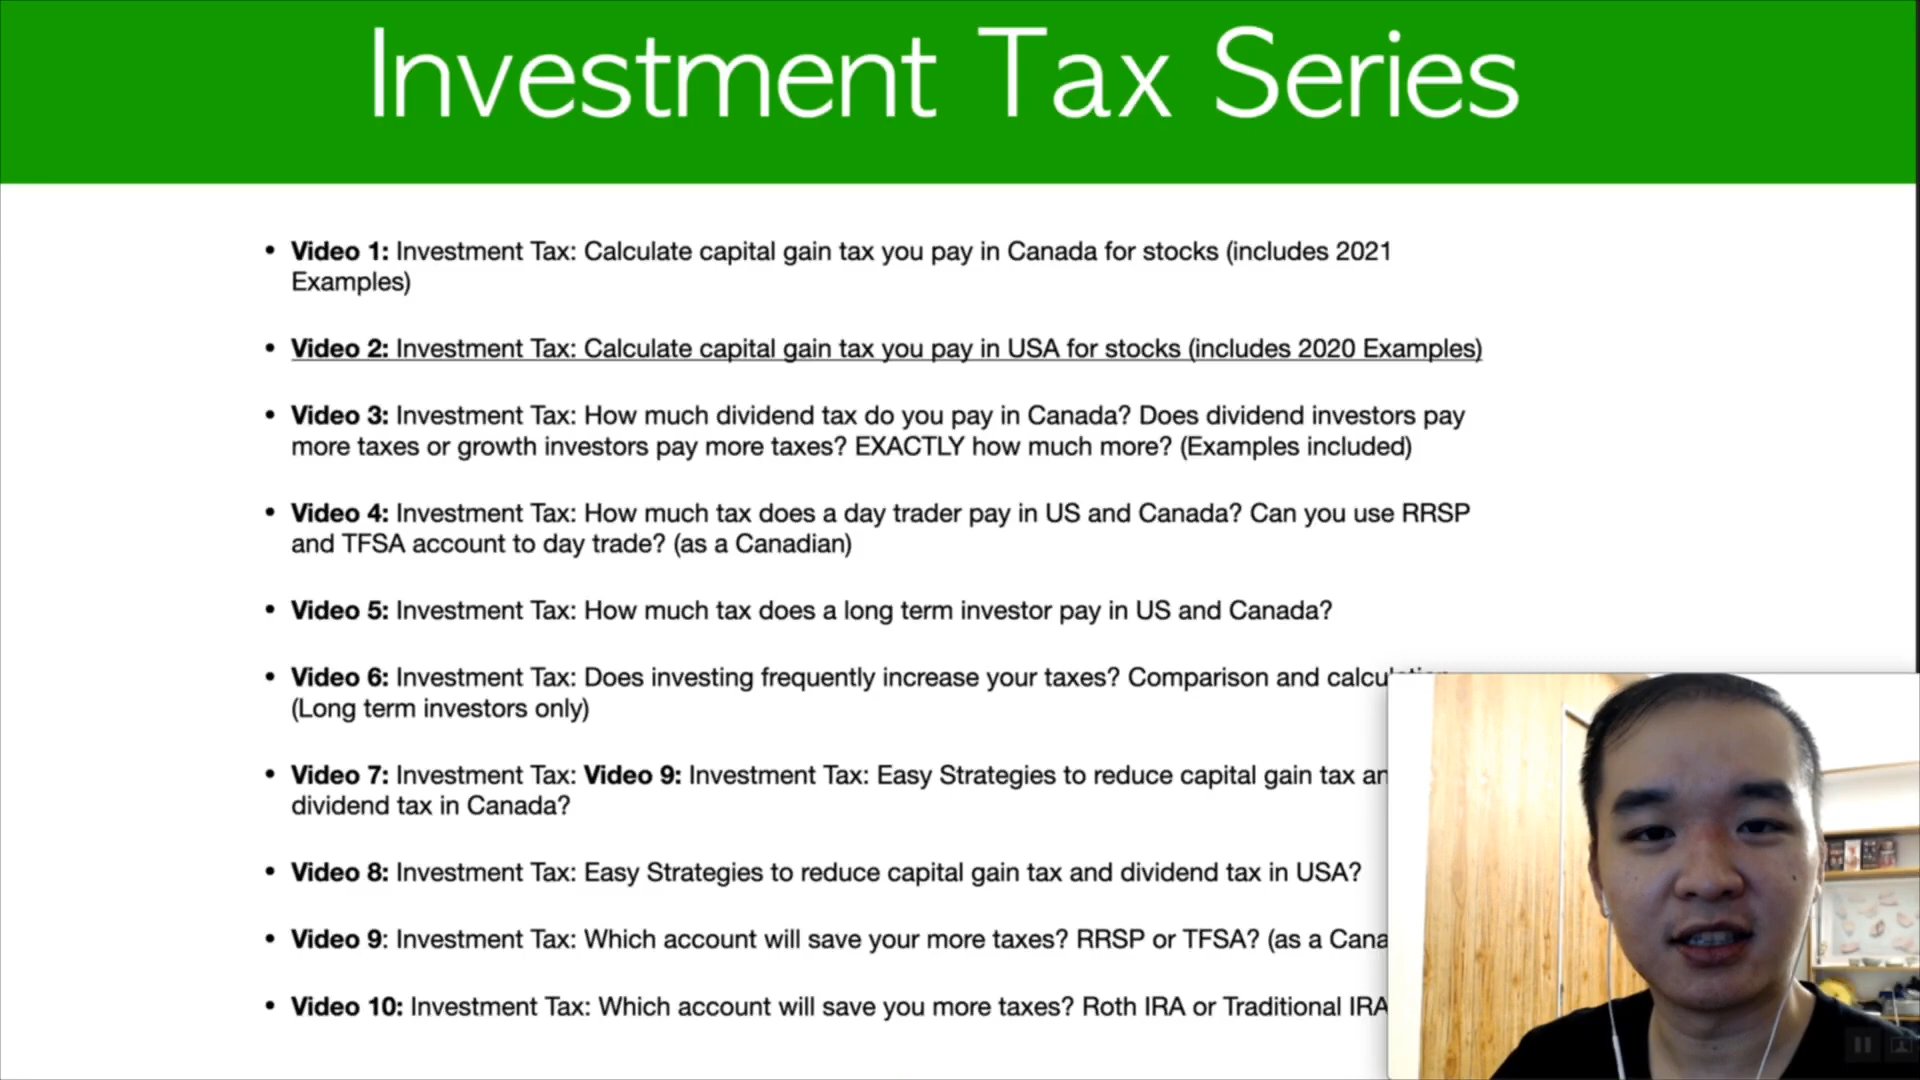 Investment Tax Series
• Video 1: Investment Tax: Calculate capital gain tax you pay in Canada for stocks (includes 2021
Examples)
• Video 2: Investment Tax: Calculate capital gain tax you pay in USA for stocks (includes 2020 Examples)
• Video 3: Investment Tax: How much dividend tax do you pay in Canada? Does dividend investors pay
more taxes or growth investors pay more taxes? EXACTLY how much more? (Examples included)
• Video 4: Investment Tax: How much tax does a day trader pay in US and Canada? Can you use RRSP
and TFSA account to day trade? (as a Canadian)
• Video 5: Investment Tax: How much tax does a long term investor pay in US and Canada?
• Video 6: Investment Tax: Does investing frequently increase your taxes? Comparison and
(Long term investors only)
• Video 7: Investment Tax: Video 9: Investment Tax: Easy Strategies to reduce capital gain tax
dividend tax in Canada?
• Video 8: Investment Tax: Easy Strategies to reduce capital gain tax and dividend tax in USA?
• Video 9: Investment Tax: Which account will save your more taxes? RRSP or TFSA? (as a
• Video 10: Investment Tax: Which account will save you more taxes? Roth IRA or Traditional IRA